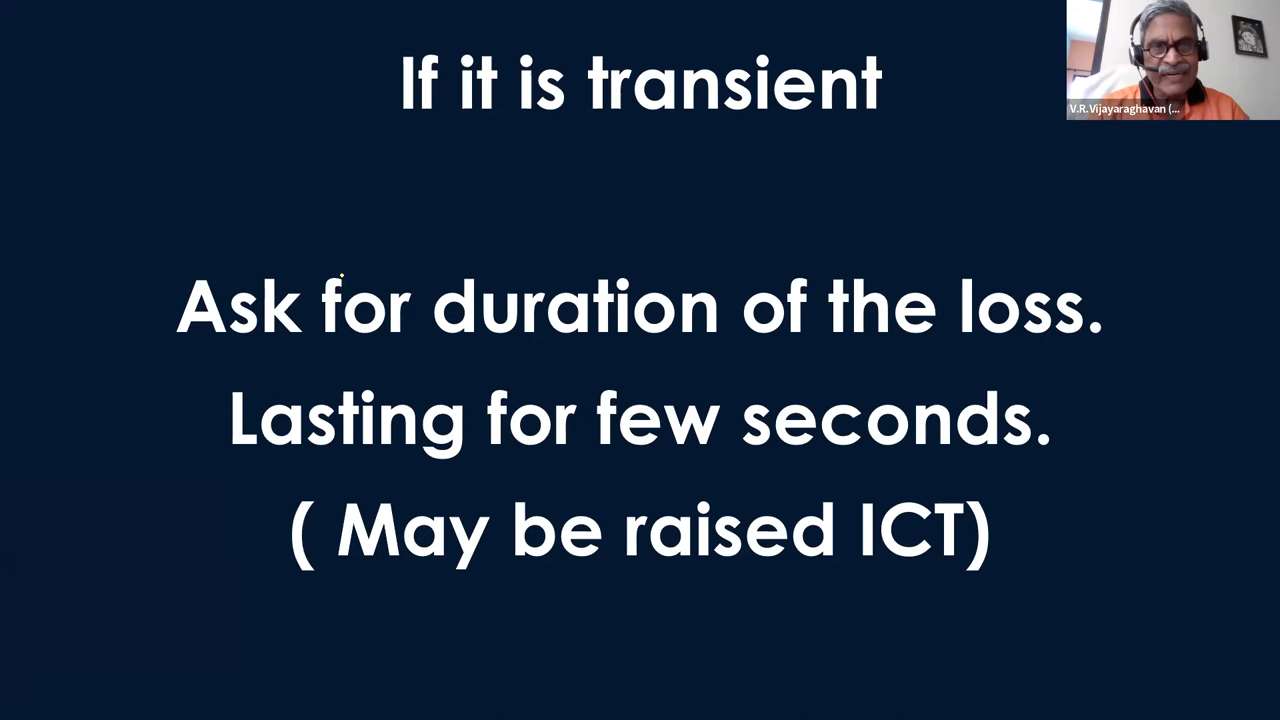 If it is transient
V.R.Vijayaraghavan (...
Ask for duration of the loss.
Lasting for few seconds.
( May be raised ICT)